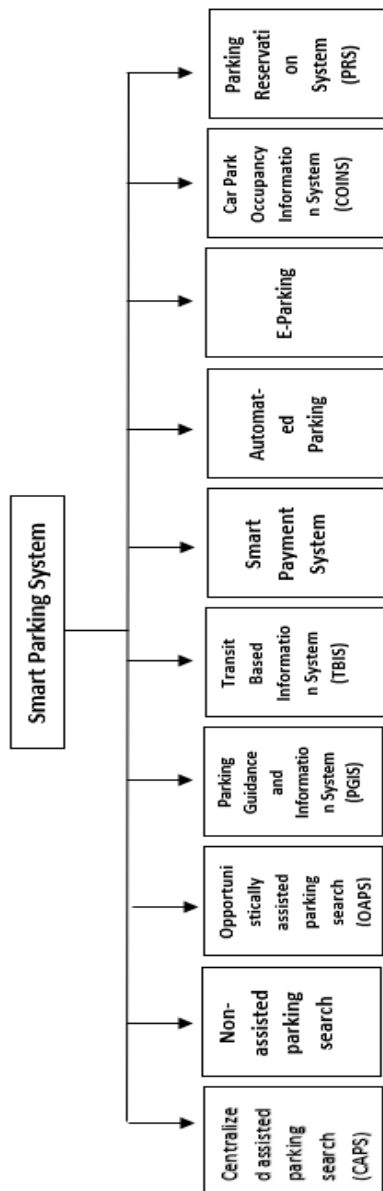 Smart Parking System
Centralize
d assisted
parking
search
(CAPS)
Non-
assisted
parking
search
Opportuni
stically
assisted
parking
search
(OAPS)
Parking
Guidance
and
Informatio
n System
(PGIS)
Transit
Based
Informatio
n System
(TBIS)
Smart
Payment
System
Automat-
ed
Parking
E-Parking
Car Park
Occupancy
Informatio
n System
(COINS)
Parking
Reservati
on
System
(PRS)